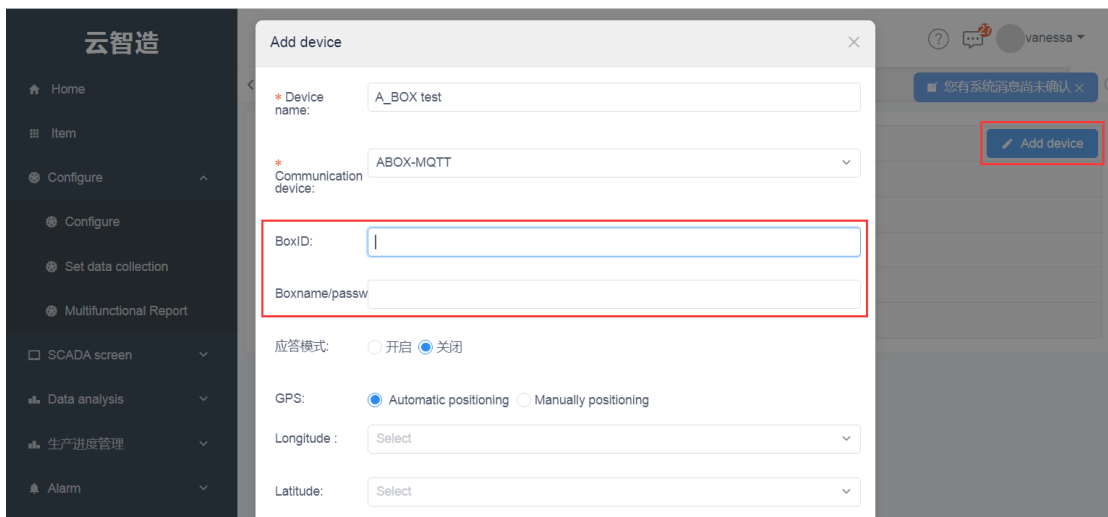 云智造
Home
Item
Configure
Configure
Set data collection
Multifunctional Report
SCADA screen
Data analysis
生产进度管理
Alarm
Add device
* Device name:
A_BOX test
* Communication device:
ABOX-MQTT
BoxID:
Boxname/passw
应答模式:
开启 关闭
GPS:
Automatic positioning Manually positioning
Longitude :
Select
Latitude:
Select
27
vanessa
您有系统消息尚未确认 ×
Add device